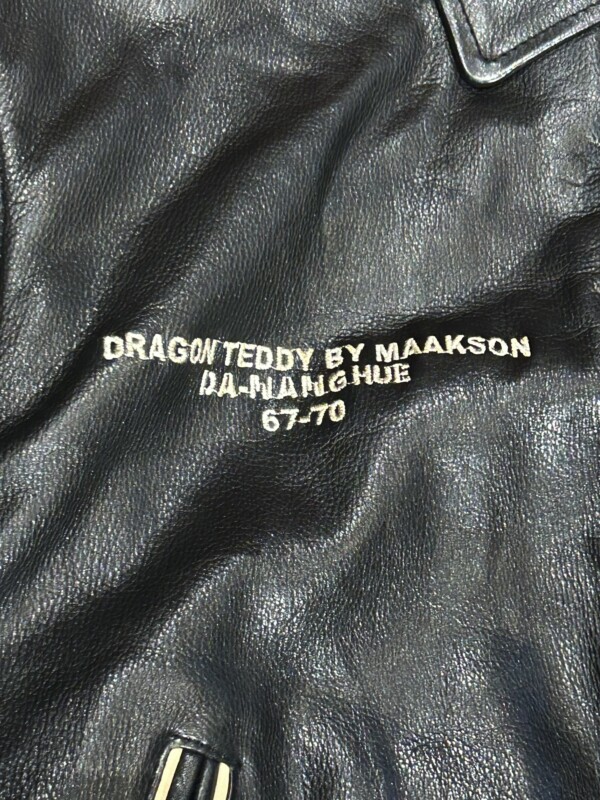 DRAGON TEDDY BY MAAKSON
DA-NANG HUE
67-70